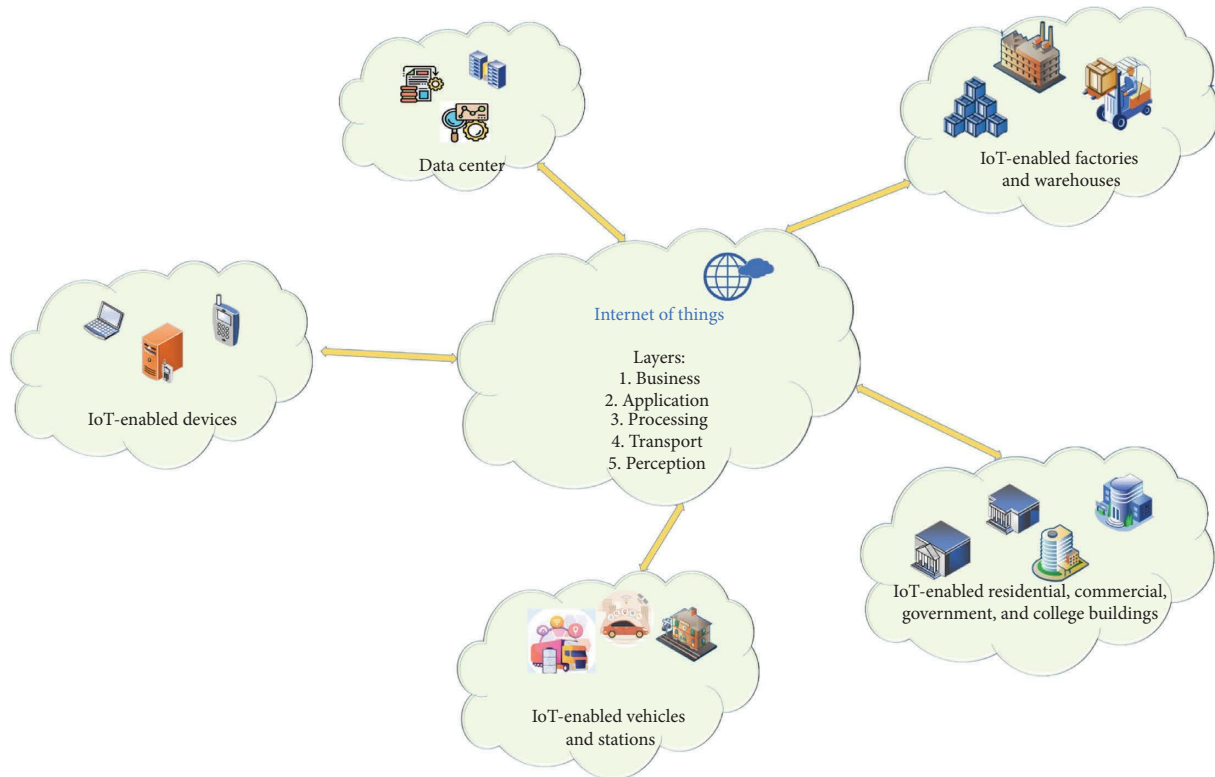 Data center
IoT-enabled factories
and warehouses
Internet of things
Layers:
1. Business
2. Application
3. Processing
4. Transport
5. Perception
IoT-enabled devices
IoT-enabled residential, commercial,
government, and college buildings
IoT-enabled vehicles
and stations